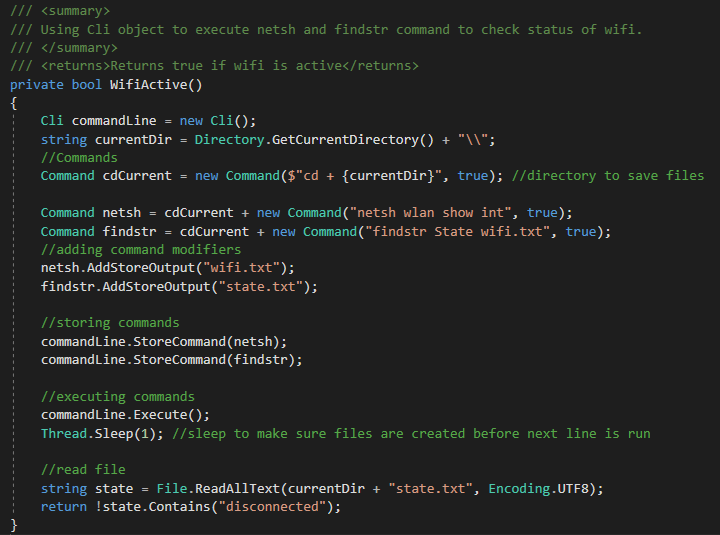 /// <summary>
/// Using Cli object to execute netsh and findstr command to check status of wifi.
/// </summary>
/// <returns>Returns true if wifi is active</returns>
private bool WifiActive()
{
    Cli commandLine = new Cli();
    string currentDir = Directory.GetCurrentDirectory() + "\\";
    //Commands
    Command cdCurrent = new Command($"cd + {currentDir}", true); //directory to save files

    Command netsh = cdCurrent + new Command("netsh wlan show int", true);
    Command findstr = cdCurrent + new Command("findstr State wifi.txt", true);
    //adding command modifiers
    netsh.AddStoreOutput("wifi.txt");
    findstr.AddStoreOutput("state.txt");

    //storing commands
    commandLine.StoreCommand(netsh);
    commandLine.StoreCommand(findstr);

    //executing commands
    commandLine.Execute();
    Thread.Sleep(1); //sleep to make sure files are created before next line is run

    //read file
    string state = File.ReadAllText(currentDir + "state.txt", Encoding.UTF8);
    return !state.Contains("disconnected");
}